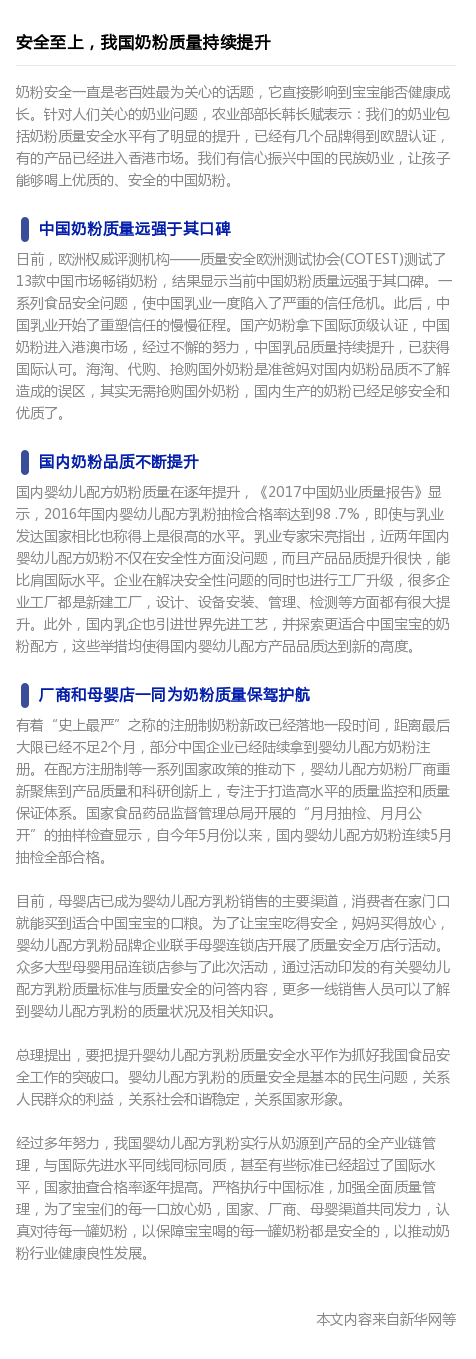 安全至上，我国奶粉质量持续提升
奶粉安全一直是老百姓最为关心的话题，它直接影响到宝宝能否健康成
长。针对人们关心的奶业问题，农业部部长韩长赋表示：我们的奶业包
括奶粉质量安全水平有了明显的提升，已经有几个品牌得到欧盟认证，
有的产品已经进入香港市场。我们有信心振兴中国的民族奶业，让孩子
能够喝上优质的、安全的中国奶粉。
中国奶粉质量远强于其口碑
日前，欧洲权威评测机构——质量安全欧洲测试协会(COTEST)测试了
13款中国市场畅销奶粉，结果显示当前中国奶粉质量远强于其口碑。一
系列食品安全问题，使中国乳业一度陷入了严重的信任危机。此后，中
国乳业开始了重塑信任的慢慢征程。国产奶粉拿下国际顶级认证，中国
奶粉进入港澳市场，经过不懈的努力，中国乳品质量持续提升，已获得
国际认可。海淘、代购、抢购国外奶粉是准爸妈对国内奶粉品质不了解
造成的误区，其实无需抢购国外奶粉，国内生产的奶粉已经足够安全和
优质了。
国内奶粉品质不断提升
国内婴幼儿配方奶粉质量在逐年提升，《2017中国奶业质量报告》显
示，2016年国内婴幼儿配方乳粉抽检合格率达到98 .7%，即使与乳业
发达国家相比也称得上是很高的水平。乳业专家宋亮指出，近两年国内
婴幼儿配方奶粉不仅在安全性方面没问题，而且产品品质提升很快，能
比肩国际水平。企业在解决安全性问题的同时也进行工厂升级，很多企
业工厂都是新建工厂，设计、设备安装、管理、检测等方面都有很大提
升。此外，国内乳企也引进世界先进工艺，并探索更适合中国宝宝的奶
粉配方，这些举措均使得国内婴幼儿配方产品品质达到新的高度。
厂商和母婴店一同为奶粉质量保驾护航
有着“史上最严”之称的注册制奶粉新政已经落地一段时间，距离最后
大限已经不足2个月，部分中国企业已经陆续拿到婴幼儿配方奶粉注
册。在配方注册制等一系列国家政策的推动下，婴幼儿配方奶粉厂商重
新聚焦到产品质量和科研创新上，专注于打造高水平的质量监控和质量
保证体系。国家食品药品监督管理总局开展的“月月抽检、月月公
开”的抽样检查显示，自今年5月份以来，国内婴幼儿配方奶粉连续5月
抽检全部合格。
目前，母婴店已成为婴幼儿配方乳粉销售的主要渠道，消费者在家门口
就能买到适合中国宝宝的口粮。为了让宝宝吃得安全，妈妈买得放心，
婴幼儿配方乳粉品牌企业联手母婴连锁店开展了质量安全万店行活动。
众多大型母婴用品连锁店参与了此次活动，通过活动印发的有关婴幼儿
配方乳粉质量标准与质量安全的问答内容，更多一线销售人员可以了解
到婴幼儿配方乳粉的质量状况及相关知识。
总理提出，要把提升婴幼儿配方乳粉质量安全水平作为抓好我国食品安
全工作的突破口。婴幼儿配方乳粉的质量安全是基本的民生问题，关系
人民群众的利益，关系社会和谐稳定，关系国家形象。
经过多年努力，我国婴幼儿配方乳粉实行从奶源到产品的全产业链管
理，与国际先进水平同线同标同质，甚至有些标准已经超过了国际水
平，国家抽查合格率逐年提高。严格执行中国标准，加强全面质量管
理，为了宝宝们的每一口放心奶，国家、厂商、母婴渠道共同发力，认
真对待每一罐奶粉，以保障宝宝喝的每一罐奶粉都是安全的，以推动奶
粉行业健康良性发展。
本文内容来自新华网等